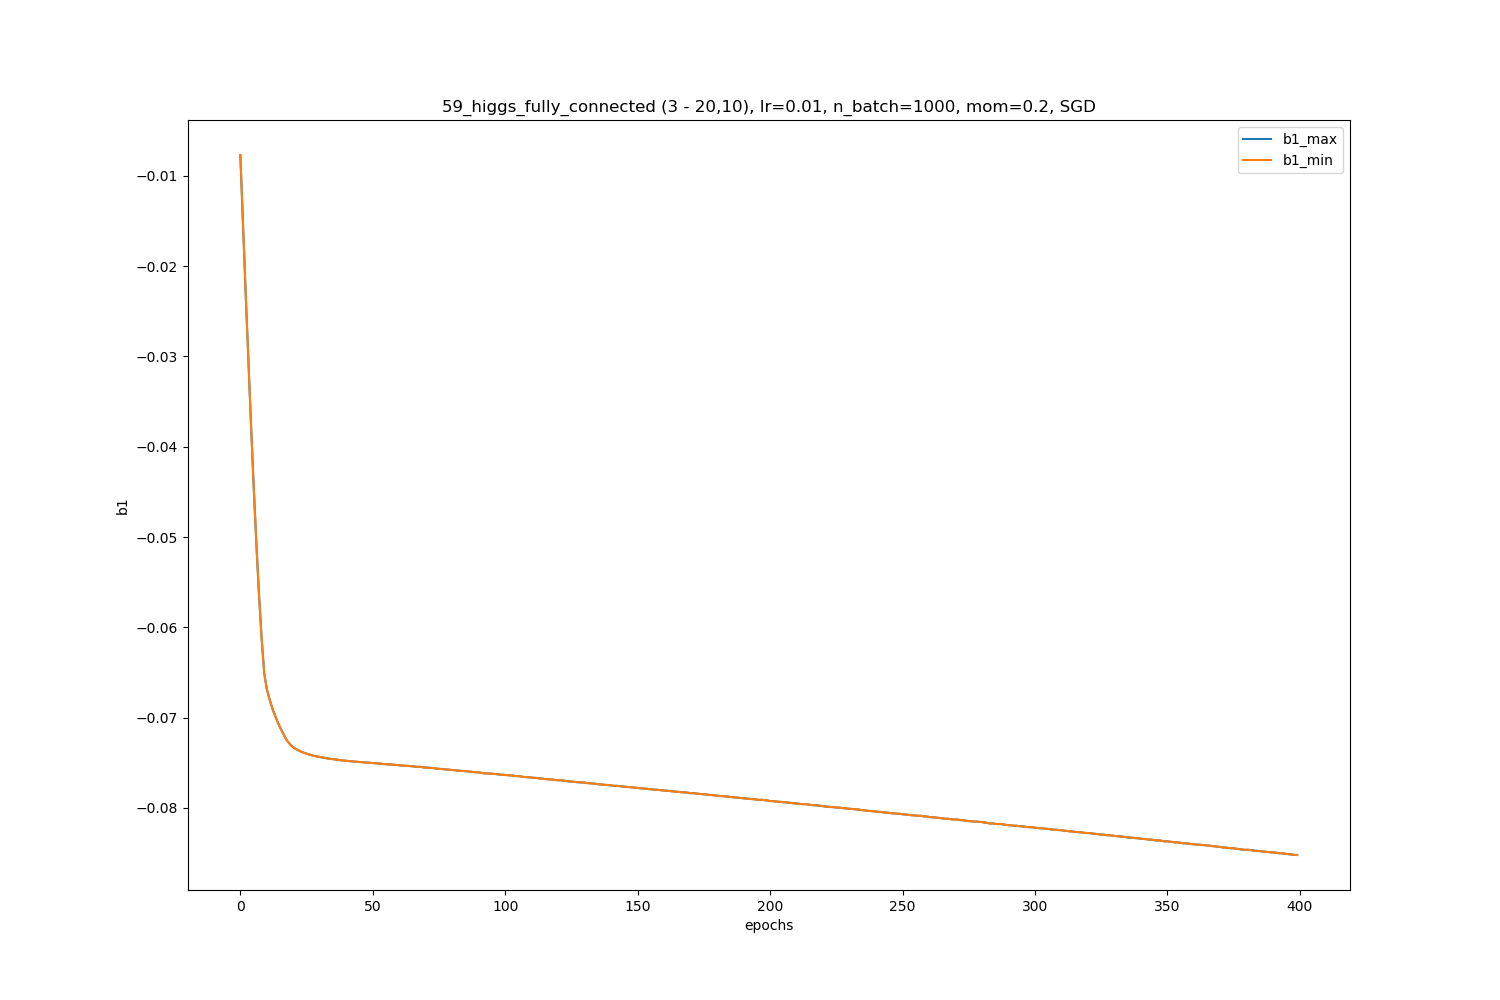 59_higgs_fully_connected (3 - 20,10), lr=0.01, n_batch=1000, mom=0.2, SGD
b1_max
b1_min
−0.01
−0.02
−0.03
−0.04
−0.05
−0.06
−0.07
−0.08
b1
0 50 100 150 200 250 300 350 400
epochs